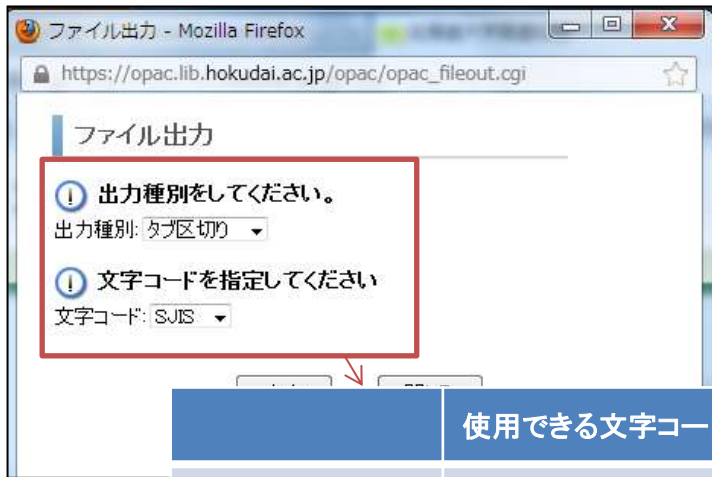 ファイル出力 - Mozilla Firefox
https://opac.lib.hokudai.ac.jp/opac/opac_fileout.cgi
ファイル出力
出力種別をしてください。
出力種別: タブ区切り
文字コードを指定してください
文字コード: SJIS
使用できる文字コー